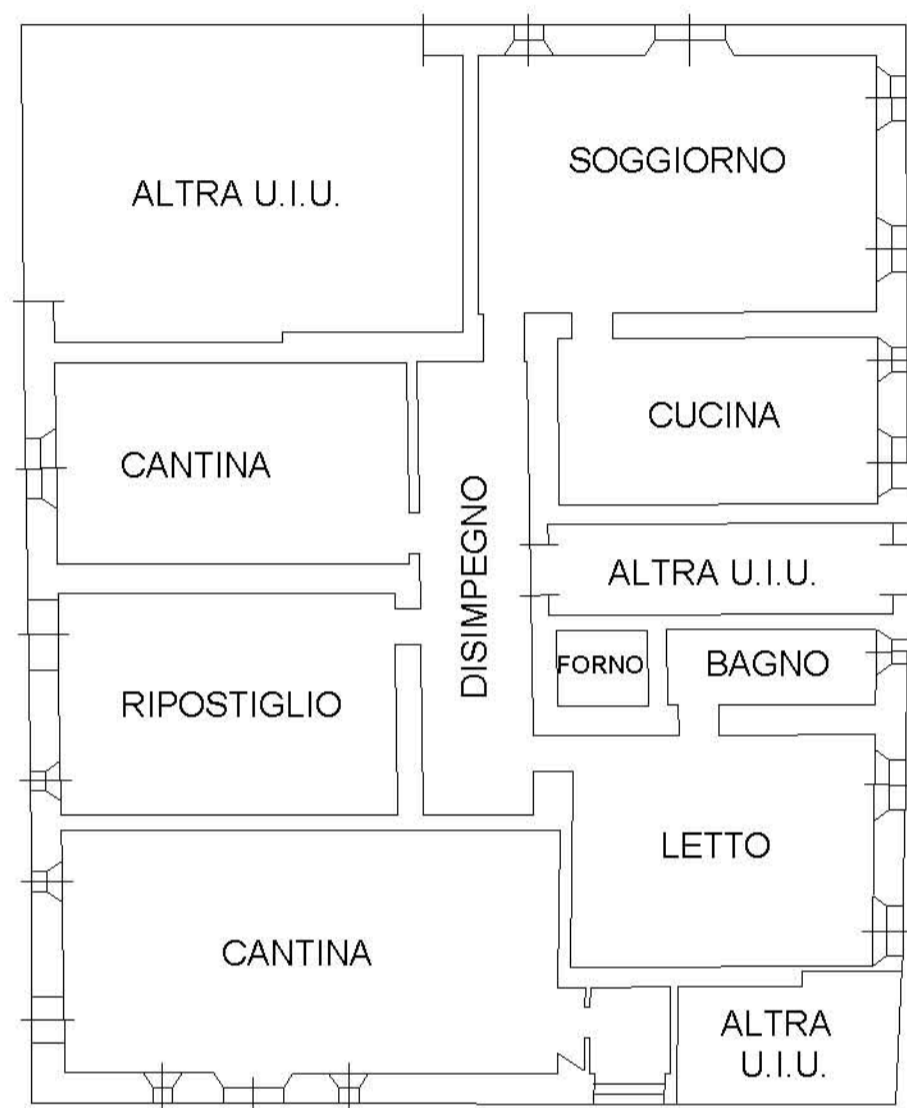 SOGGIORNO
ALTRA U.I.U.
CUCINA
CANTINA
DISIMPEGNO
ALTRA U.I.U.
FORNO
BAGNO
RIPOSTIGLIO
LETTO
CANTINA
ALTRA
U.I.U.